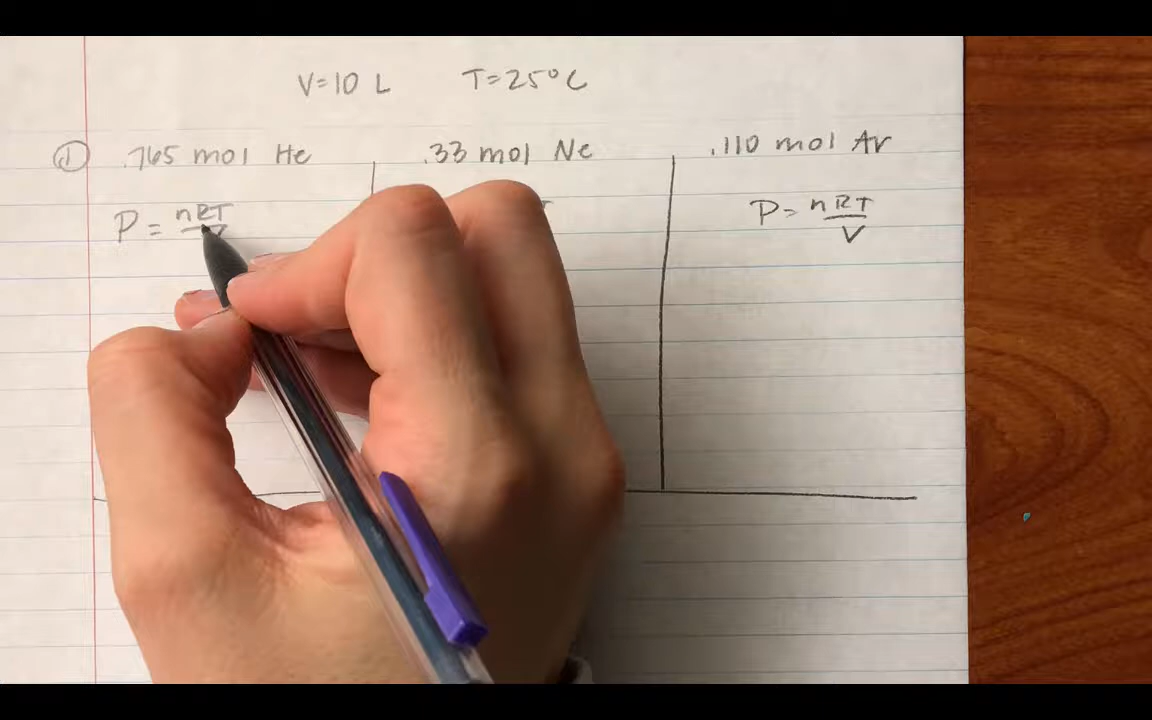 V=10 L T=25°C
① .765 mol He .33 mol Ne .110 mol Ar
P = nRT/V P = nRT/V